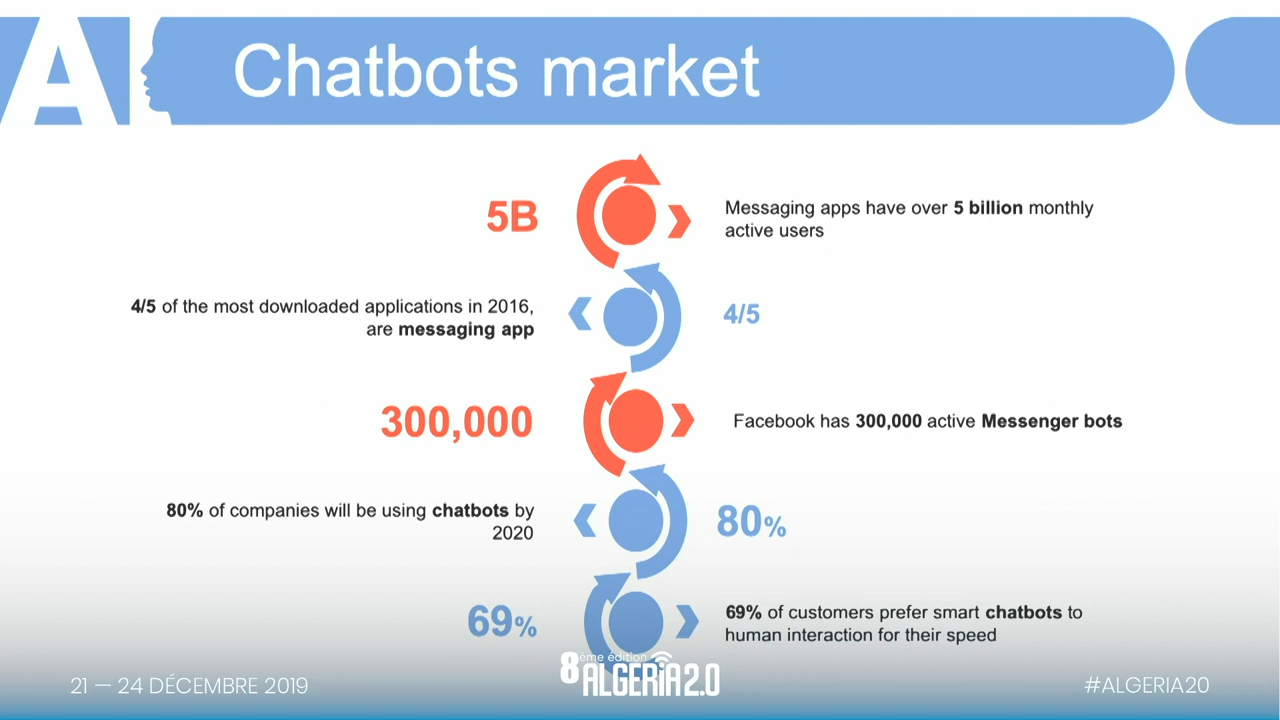 AI
Chatbots market
5B
Messaging apps have over 5 billion monthly
active users
4/5 of the most downloaded applications in 2016,
are messaging app
4/5
300,000
Facebook has 300,000 active Messenger bots
80% of companies will be using chatbots by
2020
80%
69%
69% of customers prefer smart chatbots to
human interaction for their speed
8ème édition
ALGERIA 2.0
21 — 24 DÉCEMBRE 2019
#ALGERIA20